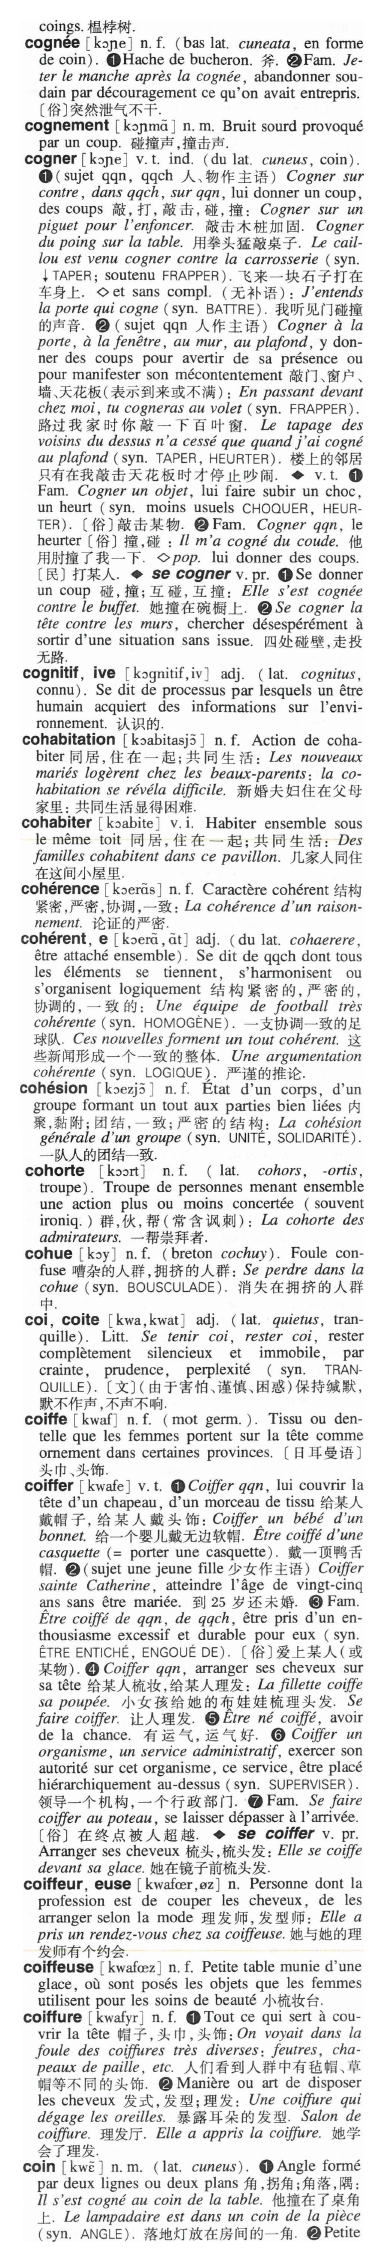 coings. 榅桲树.
cognée [kɔɲe] n. f. (bas lat. cuneata, en forme
de coin). ❶Hache de bucheron. 斧. ❷Fam. Je-
ter le manche après la cognée, abandonner sou-
dain par découragement ce qu'on avait entrepris.
〔俗〕突然泄气不干.
cognement [kɔɲmɑ̃] n. m. Bruit sourd provoqué
par un coup. 碰撞声,撞击声.
cogner [kɔɲe] v. t. ind. (du lat. cuneus, coin).
❶(sujet qqn, qqch 人、物作主语) Cogner sur
contre, dans qqch, sur qqn, lui donner un coup,
des coups 敲,打,敲击,碰,撞: Cogner sur un
piguet pour l'enfoncer. 敲击木桩加固. Cogner
du poing sur la table. 用拳头猛敲桌子. Le cail-
lou est venu cogner contre la carrosserie (syn.
↓TAPER; soutenu FRAPPER). 飞来一块石子打在
车身上. ◇et sans compl. (无补语): J'entends
la porte qui cogne (syn. BATTRE). 我听见门碰撞
的声音. ❷(sujet qqn 人作主语) Cogner à la
porte, à la fenêtre, au mur, au plafond, y don-
ner des coups pour avertir de sa présence ou
pour manifester son mécontentement 敲门、窗户、
墙、天花板(表示到来或不满): En passant devant
chez moi, tu cogneras au volet (syn. FRAPPER).
路过我家时你敲一下百叶窗. Le tapage des
voisins du dessus n'a cessé que quand j'ai cogné
au plafond (syn. TAPER, HEURTER). 楼上的邻居
只有在我敲击天花板时才停止吵闹. ◆ v. t. ❶
Fam. Cogner un objet, lui faire subir un choc,
un heurt (syn. moins usuels CHOQUER, HEUR-
TER). 〔俗〕敲击某物. ❷Fam. Cogner qqn, le
heurter〔俗〕撞,碰: Il m'a cogné du coude. 他
用肘撞了我一下. ◇pop. lui donner des coups.
〔民〕打某人. ◆ se cogner v. pr. ❶Se donner
un coup 碰,撞;互碰,互撞: Elle s'est cognée
contre le buffet. 她撞在碗橱上. ❷Se cogner la
tête contre les murs, chercher désespérément à
sortir d'une situation sans issue. 四处碰壁,走投
无路.
cognitif, ive [kɔgnitif,iv] adj. (lat. cognitus,
connu). Se dit de processus par lesquels un être
humain acquiert des informations sur l'envi-
ronnement. 认识的.
cohabitation [kɔabitasjɔ̃] n. f. Action de coha-
biter 同居,住在一起;共同生活: Les nouveaux
mariés logèrent chez les beaux-parents: la co-
habitation se révéla difficile. 新婚夫妇住在父母
家里: 共同生活显得困难.
cohabiter [kɔabite] v. i. Habiter ensemble sous
le même toit 同居,住在一起;共同生活: Des
familles cohabitent dans ce pavillon. 几家人同住
在这间小屋里.
cohérence [kɔerɑ̃s] n. f. Caractère cohérent 结构
紧密,严密,协调,一致: La cohérence d'un raison-
nement. 论证的严密.
cohérent, e [kɔerɑ̃,ɑ̃t] adj. (du lat. cohaerere,
être attaché ensemble). Se dit de qqch dont tous
les éléments se tiennent, s'harmonisent ou
s'organisent logiquement 结构紧密的,严密的,
协调的,一致的: Une équipe de football très
cohérente (syn. HOMOGÈNE). 一支协调一致的足
球队. Ces nouvelles forment un tout cohérent. 这
些新闻形成一个一致的整体. Une argumentation
cohérente (syn. LOGIQUE). 严谨的推论.
cohésion [kɔezjɔ̃] n. f. État d'un corps, d'un
groupe formant un tout aux parties bien liées 内
聚,黏附;团结,一致;严密的结构: La cohésion
générale d'un groupe (syn. UNITÉ, SOLIDARITÉ).
一队人的团结一致.
cohorte [kɔɔrt] n. f. (lat. cohors, -ortis,
troupe). Troupe de personnes menant ensemble
une action plus ou moins concertée (souvent
ironiq.) 群,伙,帮(常含讽刺): La cohorte des
admirateurs. 一帮崇拜者.
cohue [kɔy] n. f. (breton cochuy). Foule con-
fuse 嘈杂的人群,拥挤的人群: Se perdre dans la
cohue (syn. BOUSCULADE). 消失在拥挤的人群
中.
coi, coite [kwa,kwat] adj. (lat. quietus, tran-
quille). Litt. Se tenir coi, rester coi, rester
complètement silencieux et immobile, par
crainte, prudence, perplexité (syn. TRAN-
QUILLE). 〔文〕(由于害怕、谨慎、困惑)保持缄默,
默不作声,不声不响.
coiffe [kwaf] n. f. (mot germ.). Tissu ou den-
telle que les femmes portent sur la tête comme
ornement dans certaines provinces. 〔日耳曼语〕
头巾、头饰.
coiffer [kwafe] v. t. ❶Coiffer qqn, lui couvrir la
tête d'un chapeau, d'un morceau de tissu 给某人
戴帽子,给某人戴头饰: Coiffer un bébé d'un
bonnet. 给一个婴儿戴无边软帽. Être coiffé d'une
casquette (= porter une casquette). 戴一顶鸭舌
帽. ❷(sujet une jeune fille 少女作主语) Coiffer
sainte Catherine, atteindre l'âge de vingt-cinq
ans sans être mariée. 到 25 岁还未婚. ❸Fam.
Être coiffé de qqn, de qqch, être pris d'un en-
thousiasme excessif et durable pour eux (syn.
ÊTRE ENTICHÉ, ENGOUÉ DE). 〔俗〕爱上某人(或
某物). ❹Coiffer qqn, arranger ses cheveux sur
sa tête 给某人梳妆,给某人理发: La fillette coiffe
sa poupée. 小女孩给她的布娃娃梳理头发. Se
faire coiffer. 让人理发. ❺Être né coiffé, avoir
de la chance. 有运气,运气好. ❻Coiffer un
organisme, un service administratif, exercer son
autorité sur cet organisme, ce service, être placé
hiérarchiquement au-dessus (syn. SUPERVISER).
领导一个机构,一个行政部门. ❼Fam. Se faire
coiffer au poteau, se laisser dépasser à l'arrivée.
〔俗〕在终点被人超越. ◆ se coiffer v. pr.
Arranger ses cheveux 梳头,梳头发: Elle se coiffe
devant sa glace. 她在镜子前梳头发.
coiffeur, euse [kwafœr,øz] n. Personne dont la
profession est de couper les cheveux, de les
arranger selon la mode 理发师,发型师: Elle a
pris un rendez-vous chez sa coiffeuse. 她与她的理
发师有个约会.
coiffeuse [kwafœz] n. f. Petite table munie d'une
glace, où sont posés les objets que les femmes
utilisent pour les soins de beauté 小梳妆台.
coiffure [kwafyr] n. f. ❶Tout ce qui sert à cou-
vrir la tête 帽子,头巾,头饰: On voyait dans la
foule des coiffures très diverses: feutres, cha-
peaux de paille, etc. 人们看到人群中有毡帽、草
帽等不同的头饰. ❷Manière ou art de disposer
les cheveux 发式,发型;理发: Une coiffure qui
dégage les oreilles. 暴露耳朵的发型. Salon de
coiffure. 理发厅. Elle a appris la coiffure. 她学
会了理发.
coin [kwɛ̃] n. m. (lat. cuneus). ❶Angle formé
par deux lignes ou deux plans 角,拐角;角落,隅:
Il s'est cogné au coin de la table. 他撞在了桌角
上. Le lampadaire est dans un coin de la pièce
(syn. ANGLE). 落地灯放在房间的一角. ❷Petite